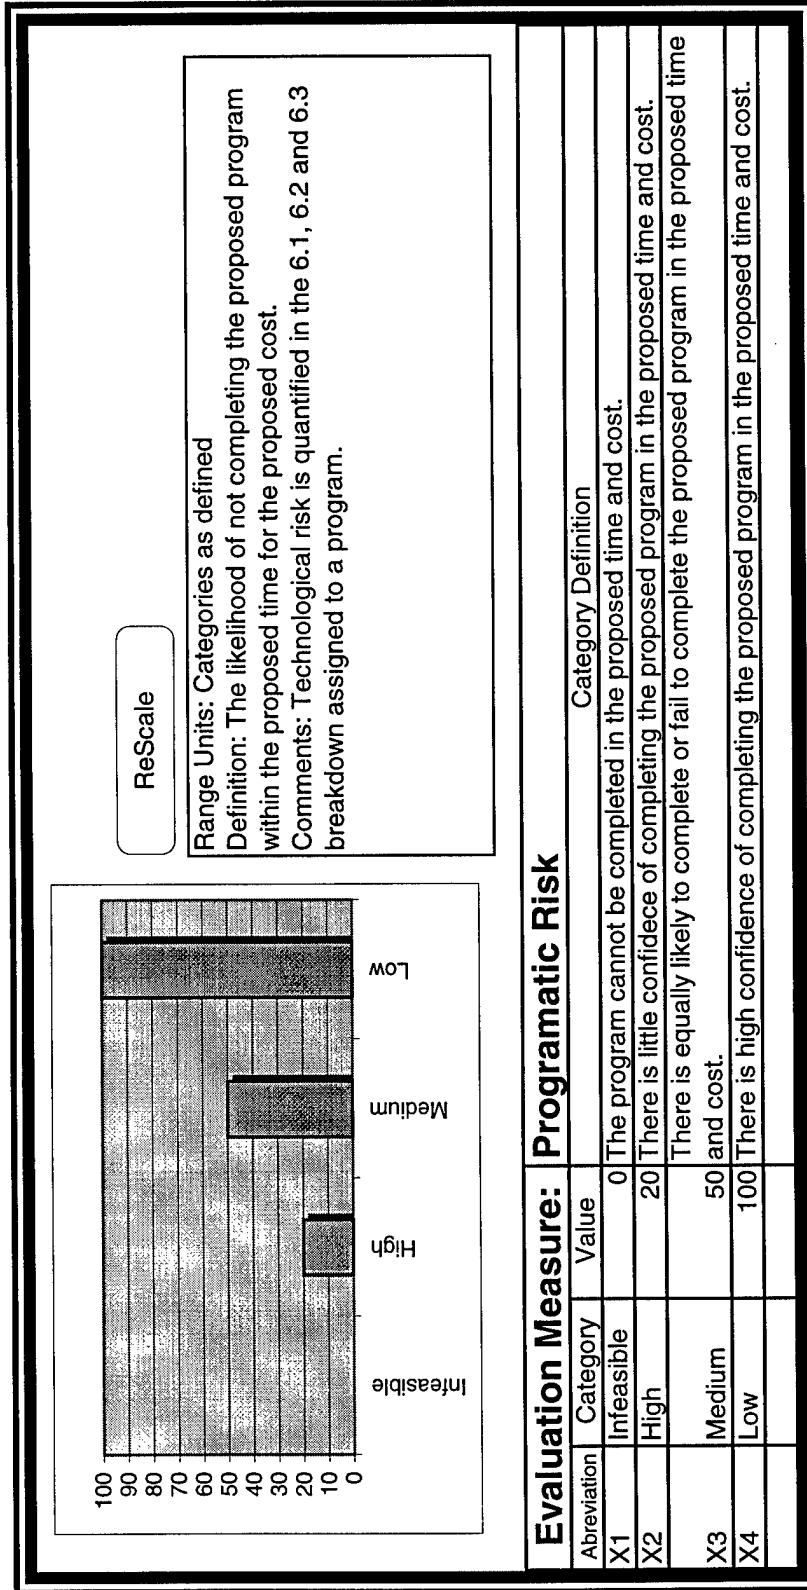 100
90
80
70
60
50
40
30
20
10
0
Infeasible
High
Medium
Low
ReScale
Range Units: Categories as defined
Definition: The likelihood of not completing the proposed program
within the proposed time for the proposed cost.
Comments: Technological risk is quantified in the 6.1, 6.2 and 6.3
breakdown assigned to a program.
Evaluation Measure: Programatic Risk
Abreviation Category Value Category Definition
X1 Infeasible 0 The program cannot be completed in the proposed time and cost.
X2 High 20 There is little confidece of completing the proposed program in the proposed time and cost.
There is equally likely to complete or fail to complete the proposed program in the proposed time
X3 Medium 50 and cost.
X4 Low 100 There is high confidence of completing the proposed program in the proposed time and cost.